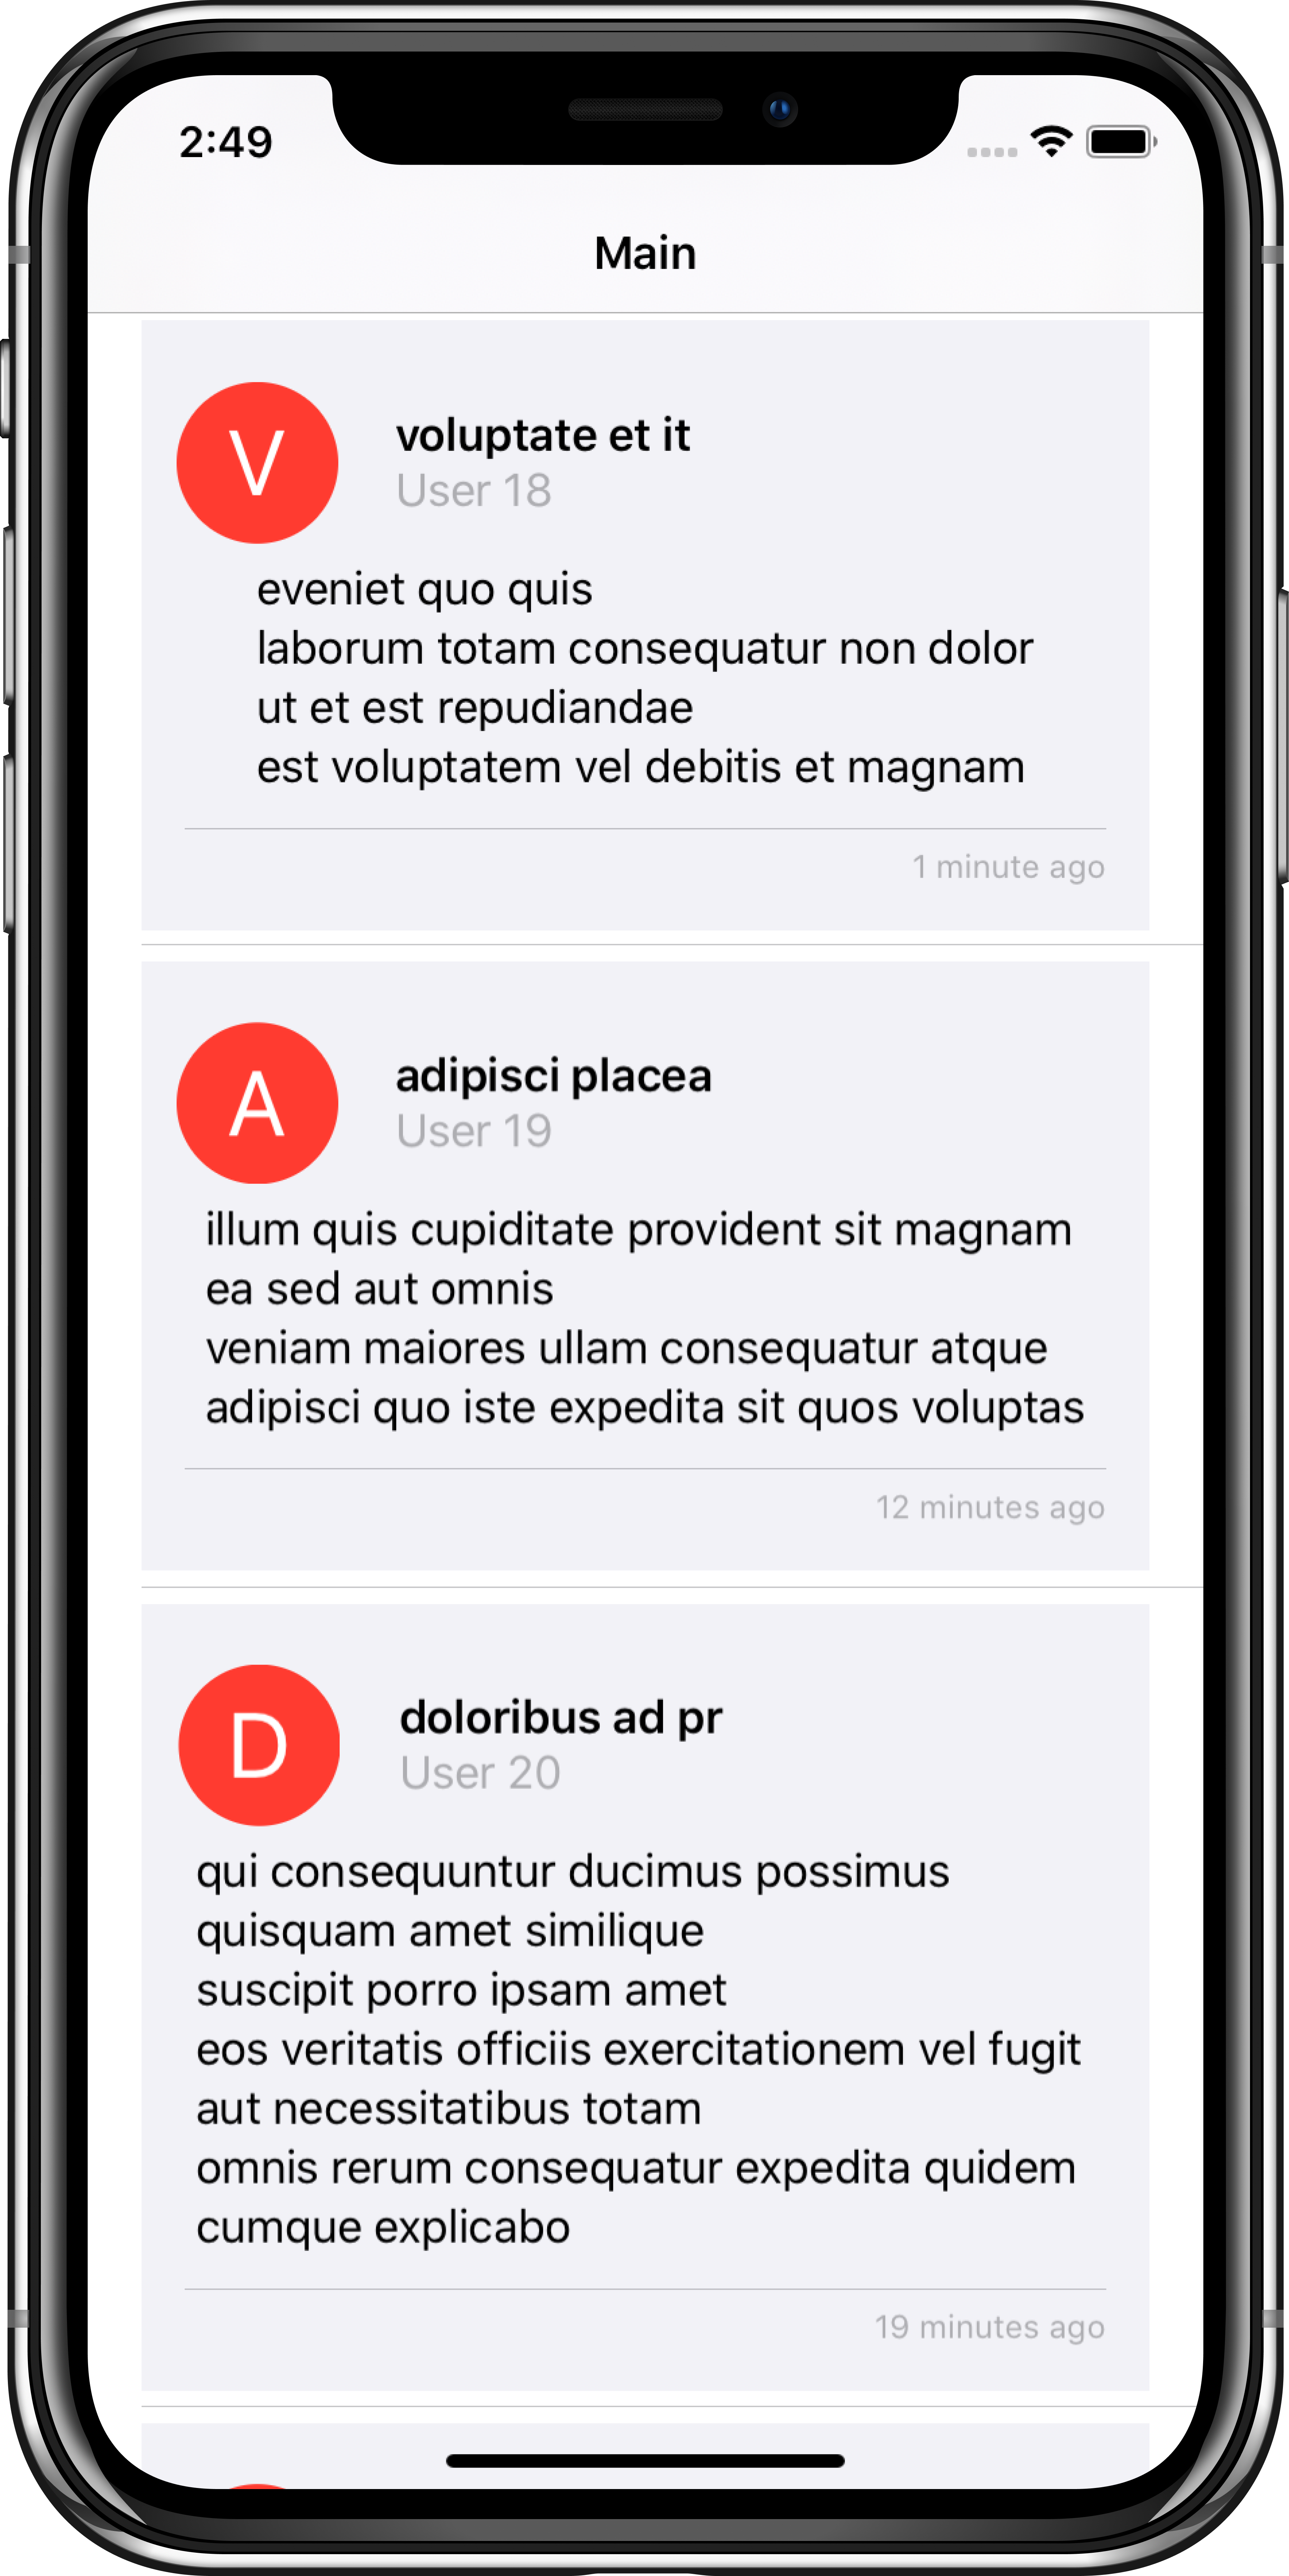 2:49
Main
V
voluptate et it
User 18
eveniet quo quis
laborum totam consequatur non dolor
ut et est repudiandae
est voluptatem vel debitis et magnam
1 minute ago
A
adipisci placea
User 19
illum quis cupiditate provident sit magnam
ea sed aut omnis
veniam maiores ullam consequatur atque
adipisci quo iste expedita sit quos voluptas
12 minutes ago
D
doloribus ad pr
User 20
qui consequuntur ducimus possimus
quisquam amet similique
suscipit porro ipsam amet
eos veritatis officiis exercitationem vel fugit
aut necessitatibus totam
omnis rerum consequatur expedita quidem
cumque explicabo
19 minutes ago